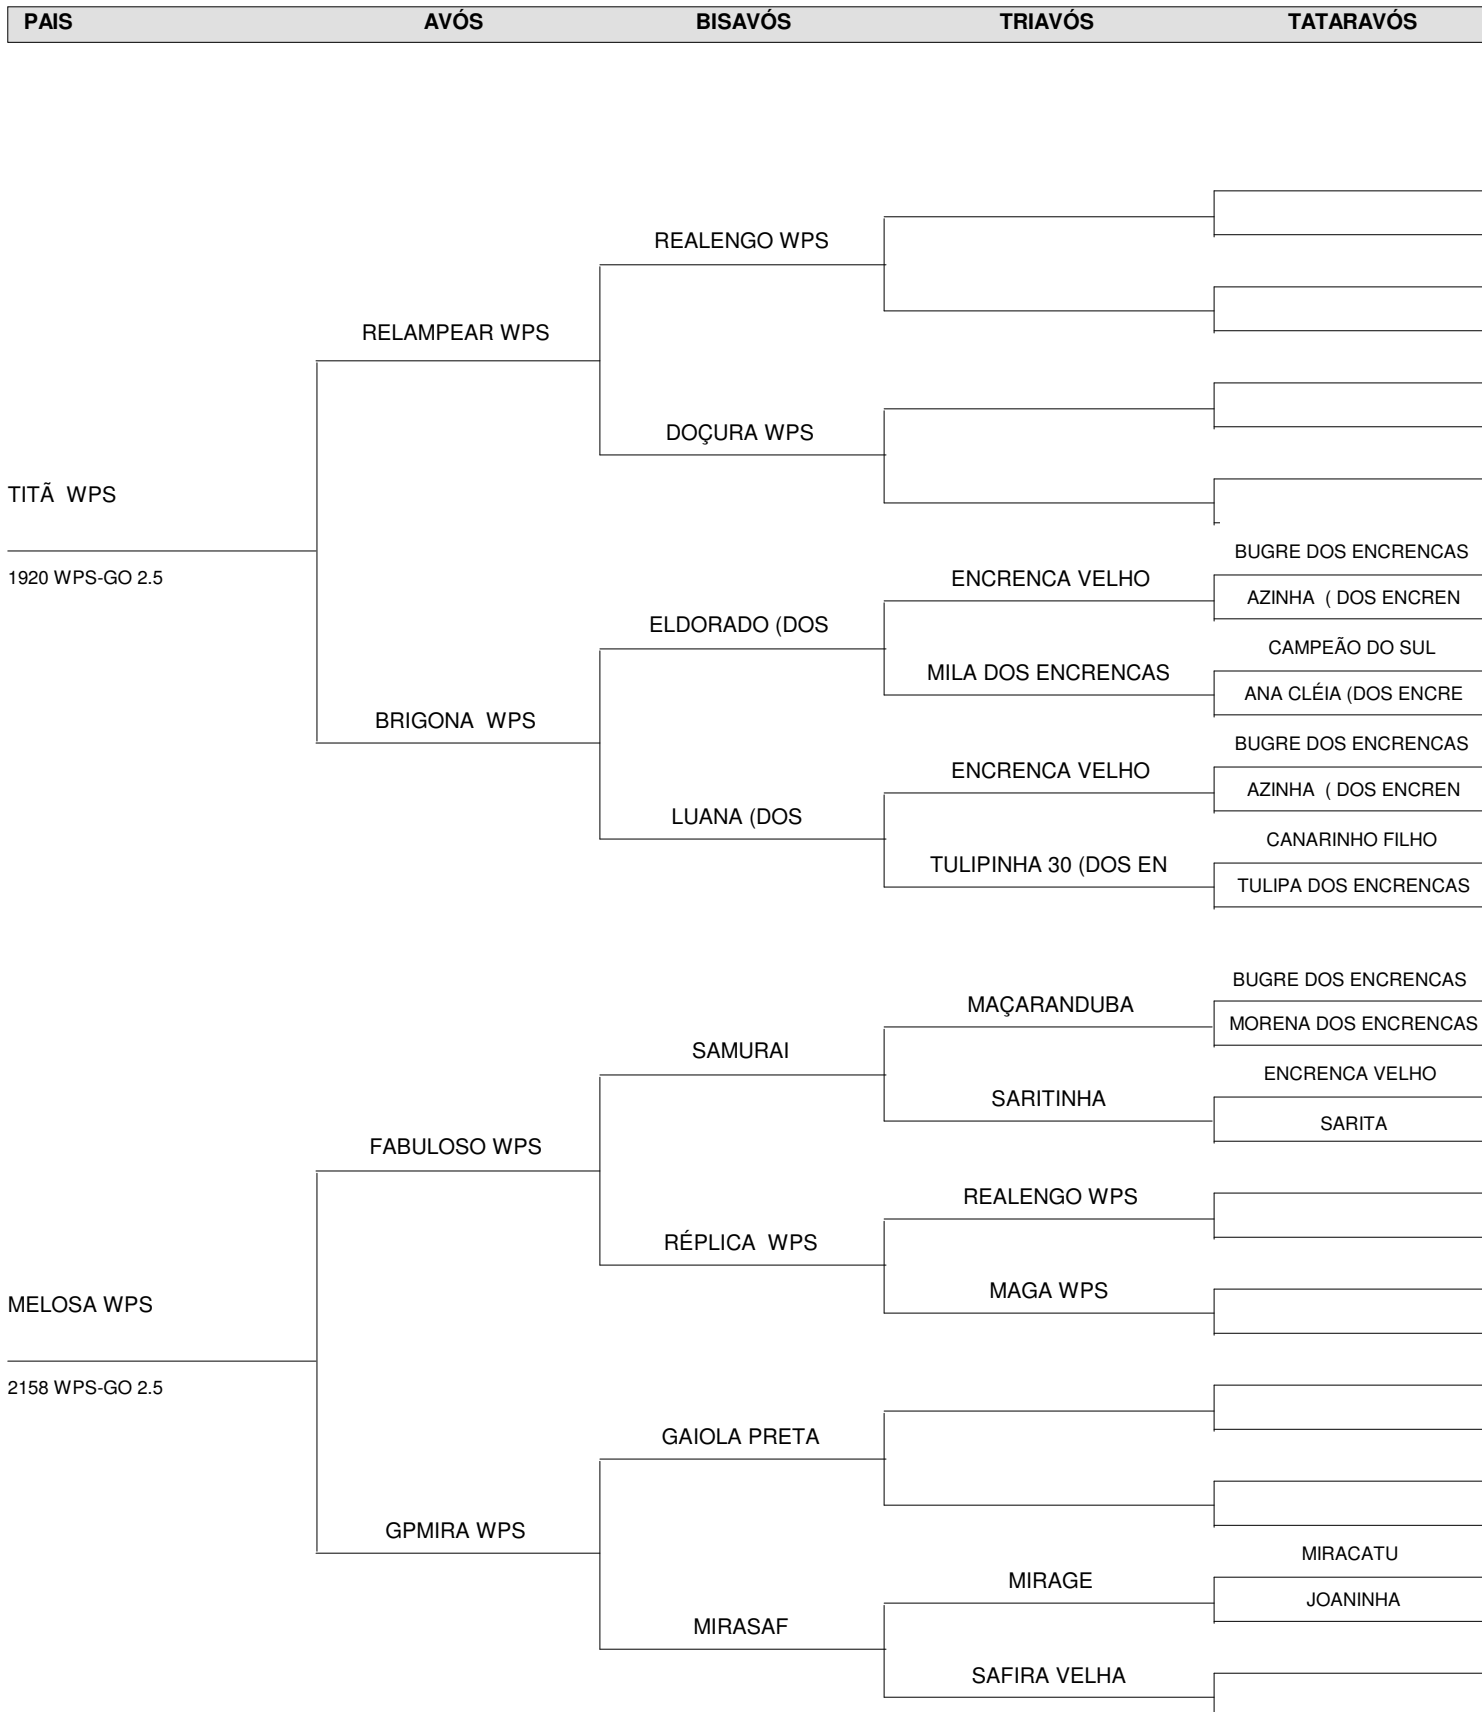 PAIS AVÓS BISAVÓS TRIAVÓS TATARAVÓS
REALENGO WPS
RELAMPEAR WPS
DOÇURA WPS
TITÃ WPS
1920 WPS-GO 2.5
BUGRE DOS ENCRENCAS
ENCRENCA VELHO
AZINHA ( DOS ENCREN
ELDORADO (DOS
CAMPEÃO DO SUL
MILA DOS ENCRENCAS
ANA CLÉIA (DOS ENCRE
BRIGONA WPS
BUGRE DOS ENCRENCAS
ENCRENCA VELHO
AZINHA ( DOS ENCREN
LUANA (DOS
CANARINHO FILHO
TULIPINHA 30 (DOS EN
TULIPA DOS ENCRENCAS
BUGRE DOS ENCRENCAS
MAÇARANDUBA
MORENA DOS ENCRENCAS
SAMURAI
ENCRENCA VELHO
SARITINHA
SARITA
FABULOSO WPS
REALENGO WPS
RÉPLICA WPS
MAGA WPS
MELOSA WPS
2158 WPS-GO 2.5
GAIOLA PRETA
GPMIRA WPS
MIRACATU
MIRAGE
JOANINHA
MIRASAF
SAFIRA VELHA